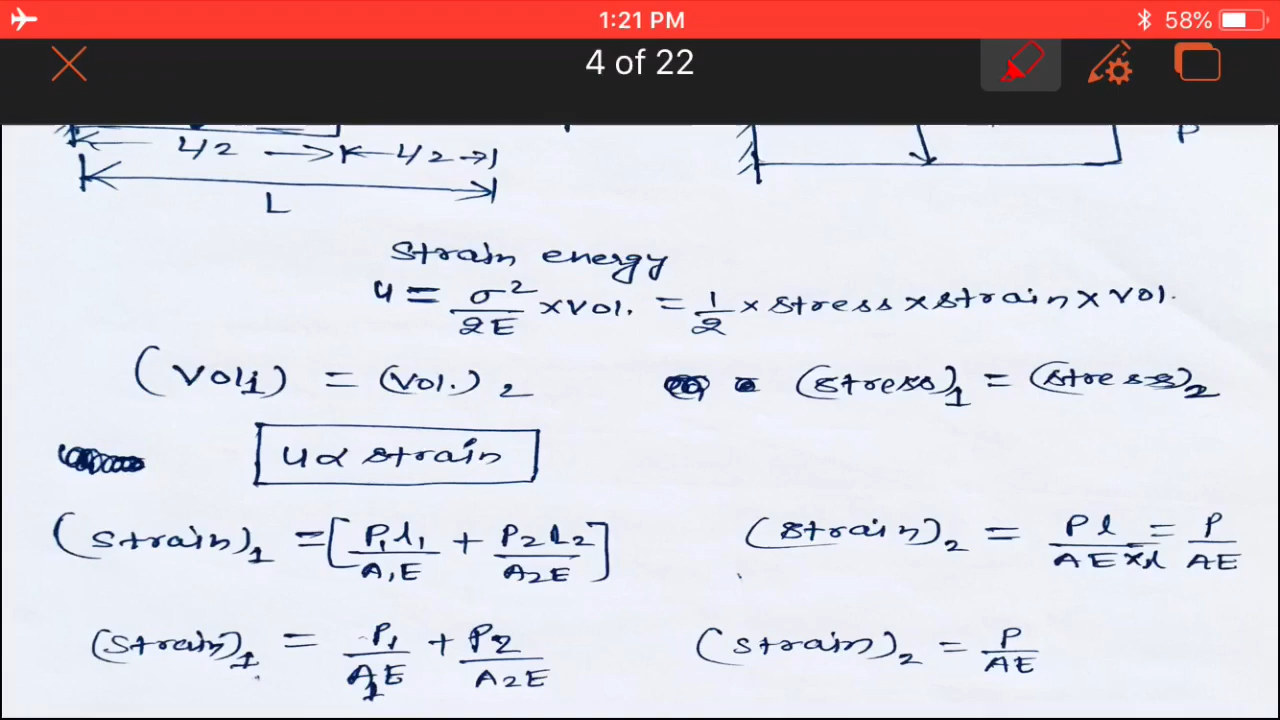 1:21 PM 58%
4 of 22
L/2 L/2 P
L
Strain energy
U = σ²/2E × Vol. = 1/2 × stress × strain × Vol.
(Vol1) = (Vol.)2 (stress)1 = (stress)2
U α strain
(strain)1 = [P1l1/A1E + P2L2/A2E] (strain)2 = Pl/AE×l = P/AE
(strain)1 = P1/A1E + P2/A2E (strain)2 = P/AE